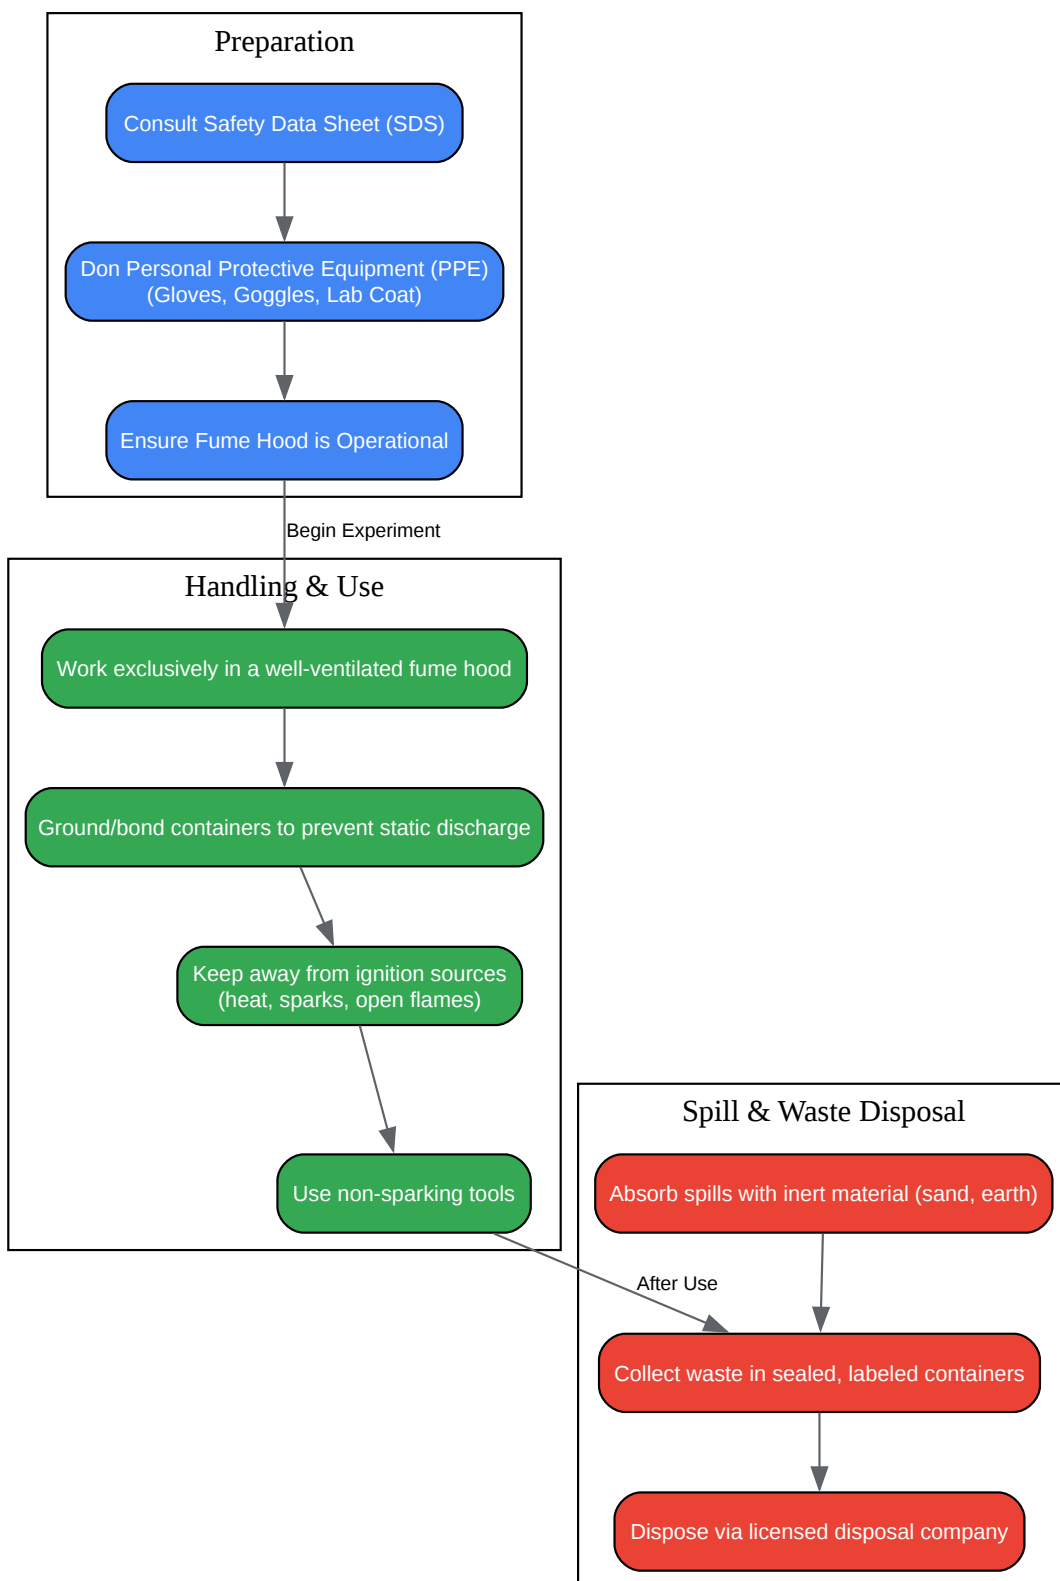 Preparation
Consult Safety Data Sheet (SDS)
Don Personal Protective Equipment (PPE)
(Gloves, Goggles, Lab Coat)
Ensure Fume Hood is Operational
Begin Experiment
Handling & Use
Work exclusively in a well-ventilated fume hood
Ground/bond containers to prevent static discharge
Keep away from ignition sources
(heat, sparks, open flames)
Use non-sparking tools
Spill & Waste Disposal
Absorb spills with inert material (sand, earth)
After Use
Collect waste in sealed, labeled containers
Dispose via licensed disposal company